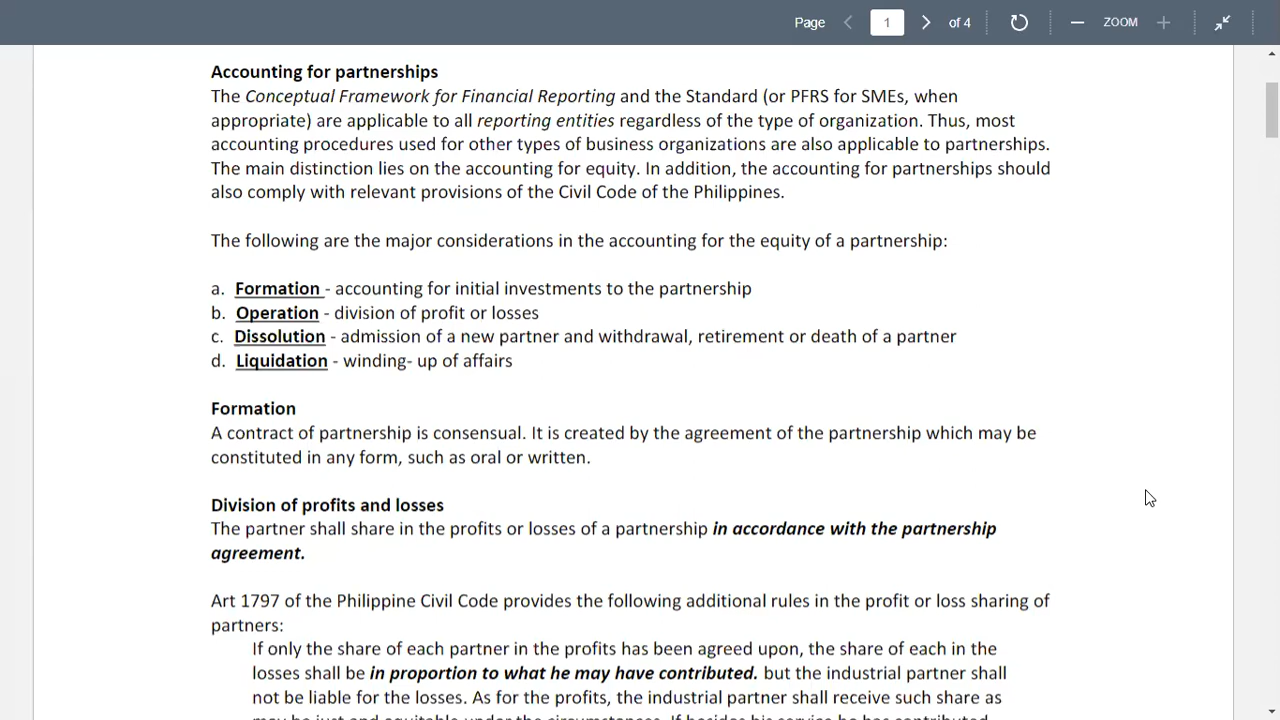 Page 1 of 4 ZOOM
Accounting for partnerships
The Conceptual Framework for Financial Reporting and the Standard (or PFRS for SMEs, when
appropriate) are applicable to all reporting entities regardless of the type of organization. Thus, most
accounting procedures used for other types of business organizations are also applicable to partnerships.
The main distinction lies on the accounting for equity. In addition, the accounting for partnerships should
also comply with relevant provisions of the Civil Code of the Philippines.
The following are the major considerations in the accounting for the equity of a partnership:
a. Formation - accounting for initial investments to the partnership
b. Operation - division of profit or losses
c. Dissolution - admission of a new partner and withdrawal, retirement or death of a partner
d. Liquidation - winding- up of affairs
Formation
A contract of partnership is consensual. It is created by the agreement of the partnership which may be
constituted in any form, such as oral or written.
Division of profits and losses
The partner shall share in the profits or losses of a partnership in accordance with the partnership
agreement.
Art 1797 of the Philippine Civil Code provides the following additional rules in the profit or loss sharing of
partners:
If only the share of each partner in the profits has been agreed upon, the share of each in the
losses shall be in proportion to what he may have contributed. but the industrial partner shall
not be liable for the losses. As for the profits, the industrial partner shall receive such share as